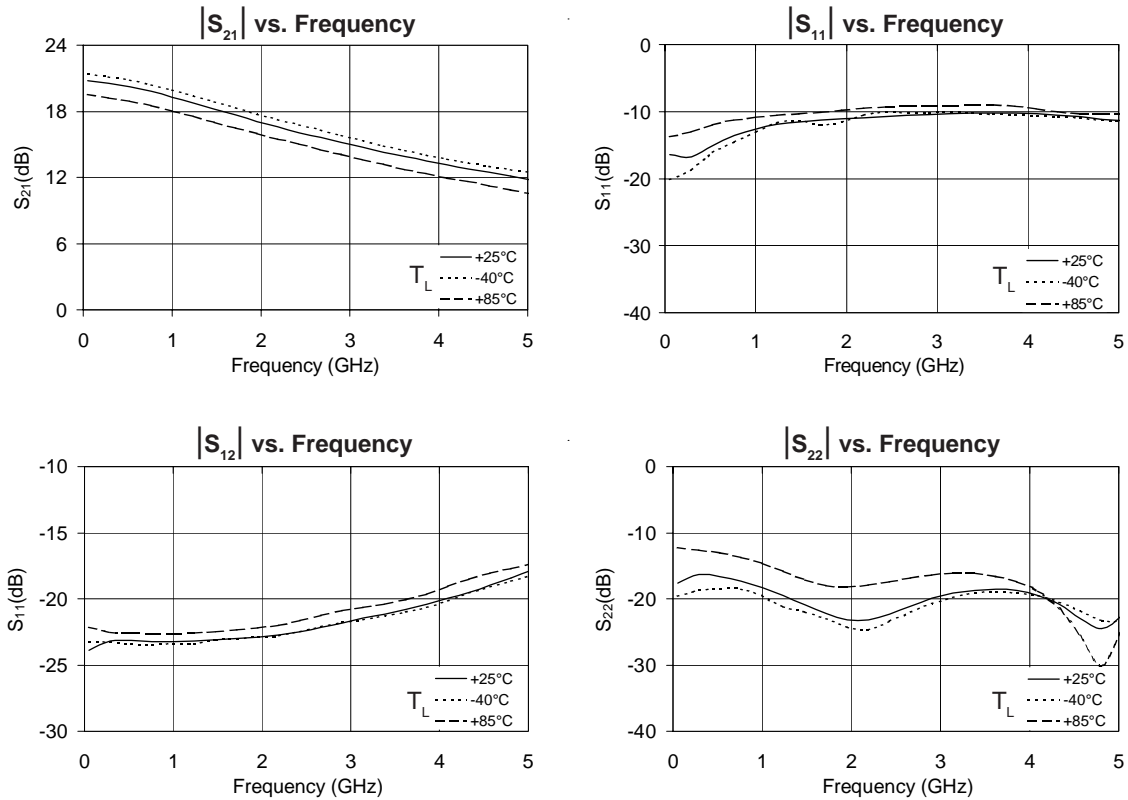 |S21| vs. Frequency
24
18
12
6
0
S21(dB)
TL
+25°C
-40°C
+85°C
0 1 2 3 4 5
Frequency (GHz)
|S11| vs. Frequency
0
-10
-20
-30
-40
S11(dB)
TL
+25°C
-40°C
+85°C
0 1 2 3 4 5
Frequency (GHz)
|S12| vs. Frequency
-10
-15
-20
-25
-30
S11(dB)
TL
+25°C
-40°C
+85°C
0 1 2 3 4 5
Frequency (GHz)
|S22| vs. Frequency
0
-10
-20
-30
-40
S22(dB)
TL
+25°C
-40°C
+85°C
0 1 2 3 4 5
Frequency (GHz)